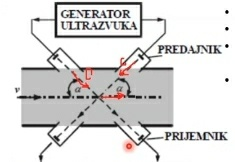 GENERATOR
ULTRAZVUKA
PREDAJNIK
α
α
v
PRIJEMNIK